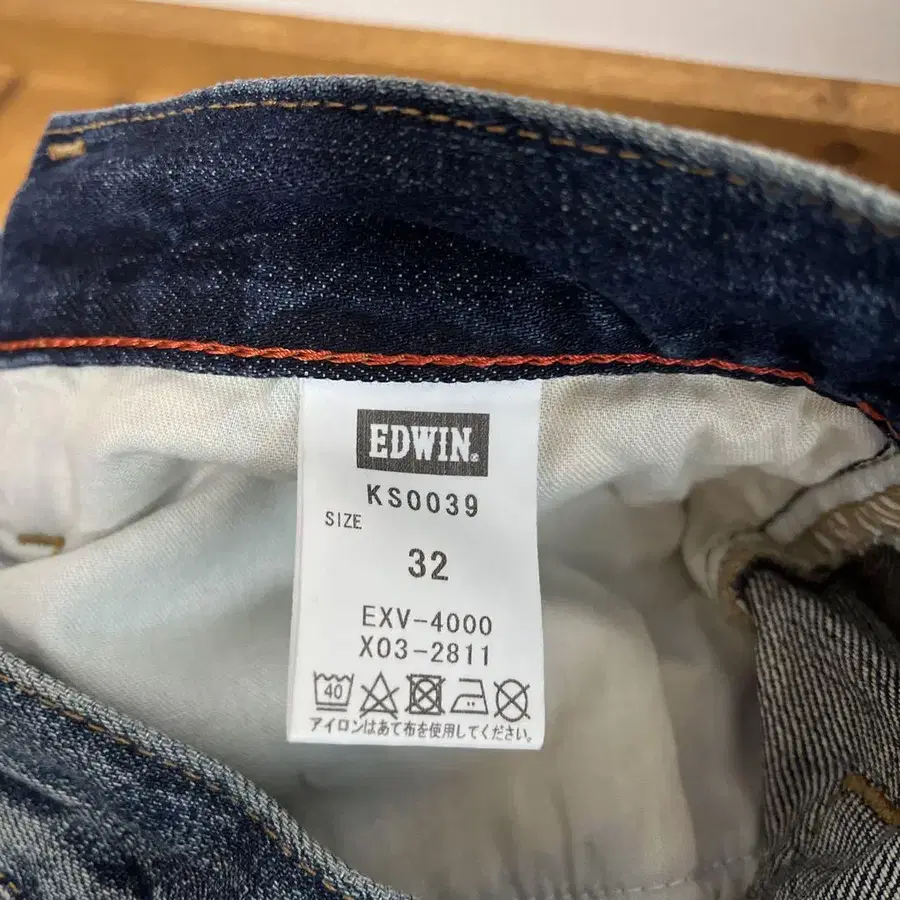 EDWIN®
KS0039
SIZE
32
EXV-4000
X03-2811
40
アイロンはあて布を使用してください。